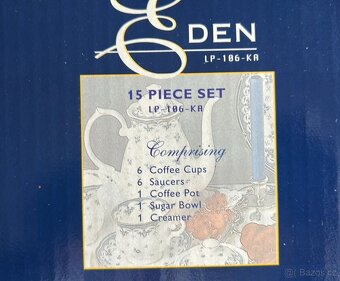 EDEN
LP-106-KA
15 PIECE SET
LP-106-KA
Comprising
6 Coffee Cups
6 Saucers
1 Coffee Pot
1 Sugar Bowl
1 Creamer
Bazos.cz